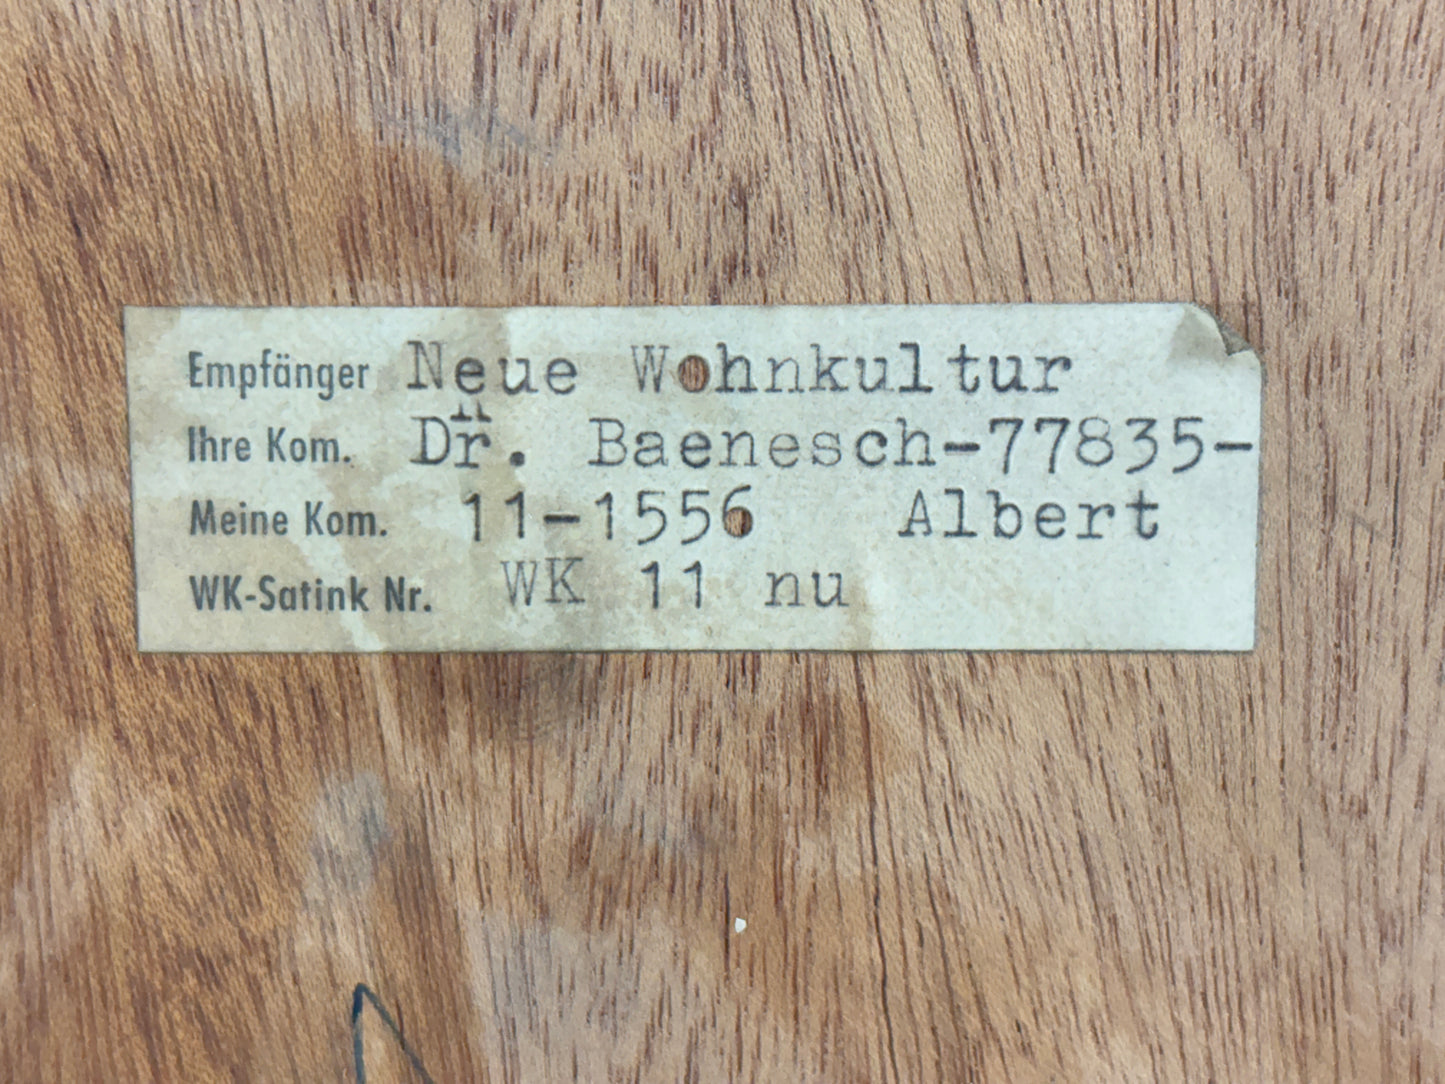 Empfänger Neue Wohnkultur
Ihre Kom. Dr. Baenesch-77835-
Meine Kom. 11-1556 Albert
WK-Satink Nr. WK 11 nu